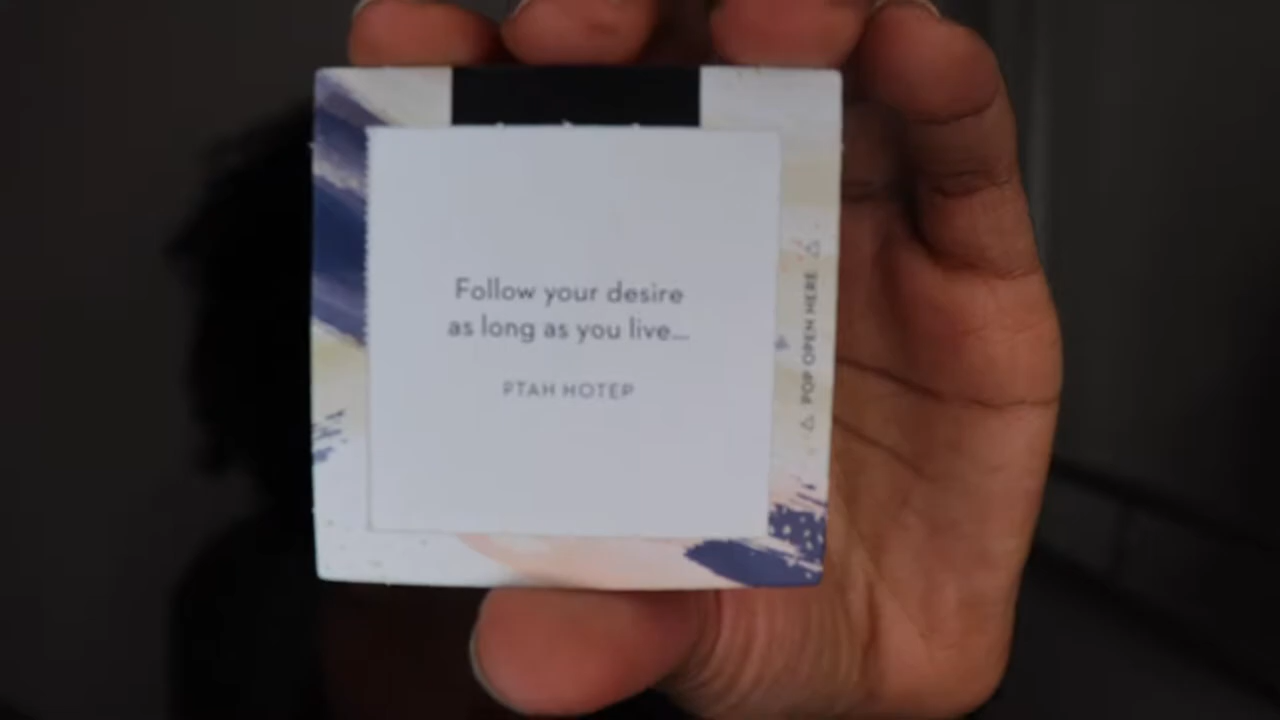 Follow your desire
as long as you live...
PTAH HOTEP
POP OPEN HERE